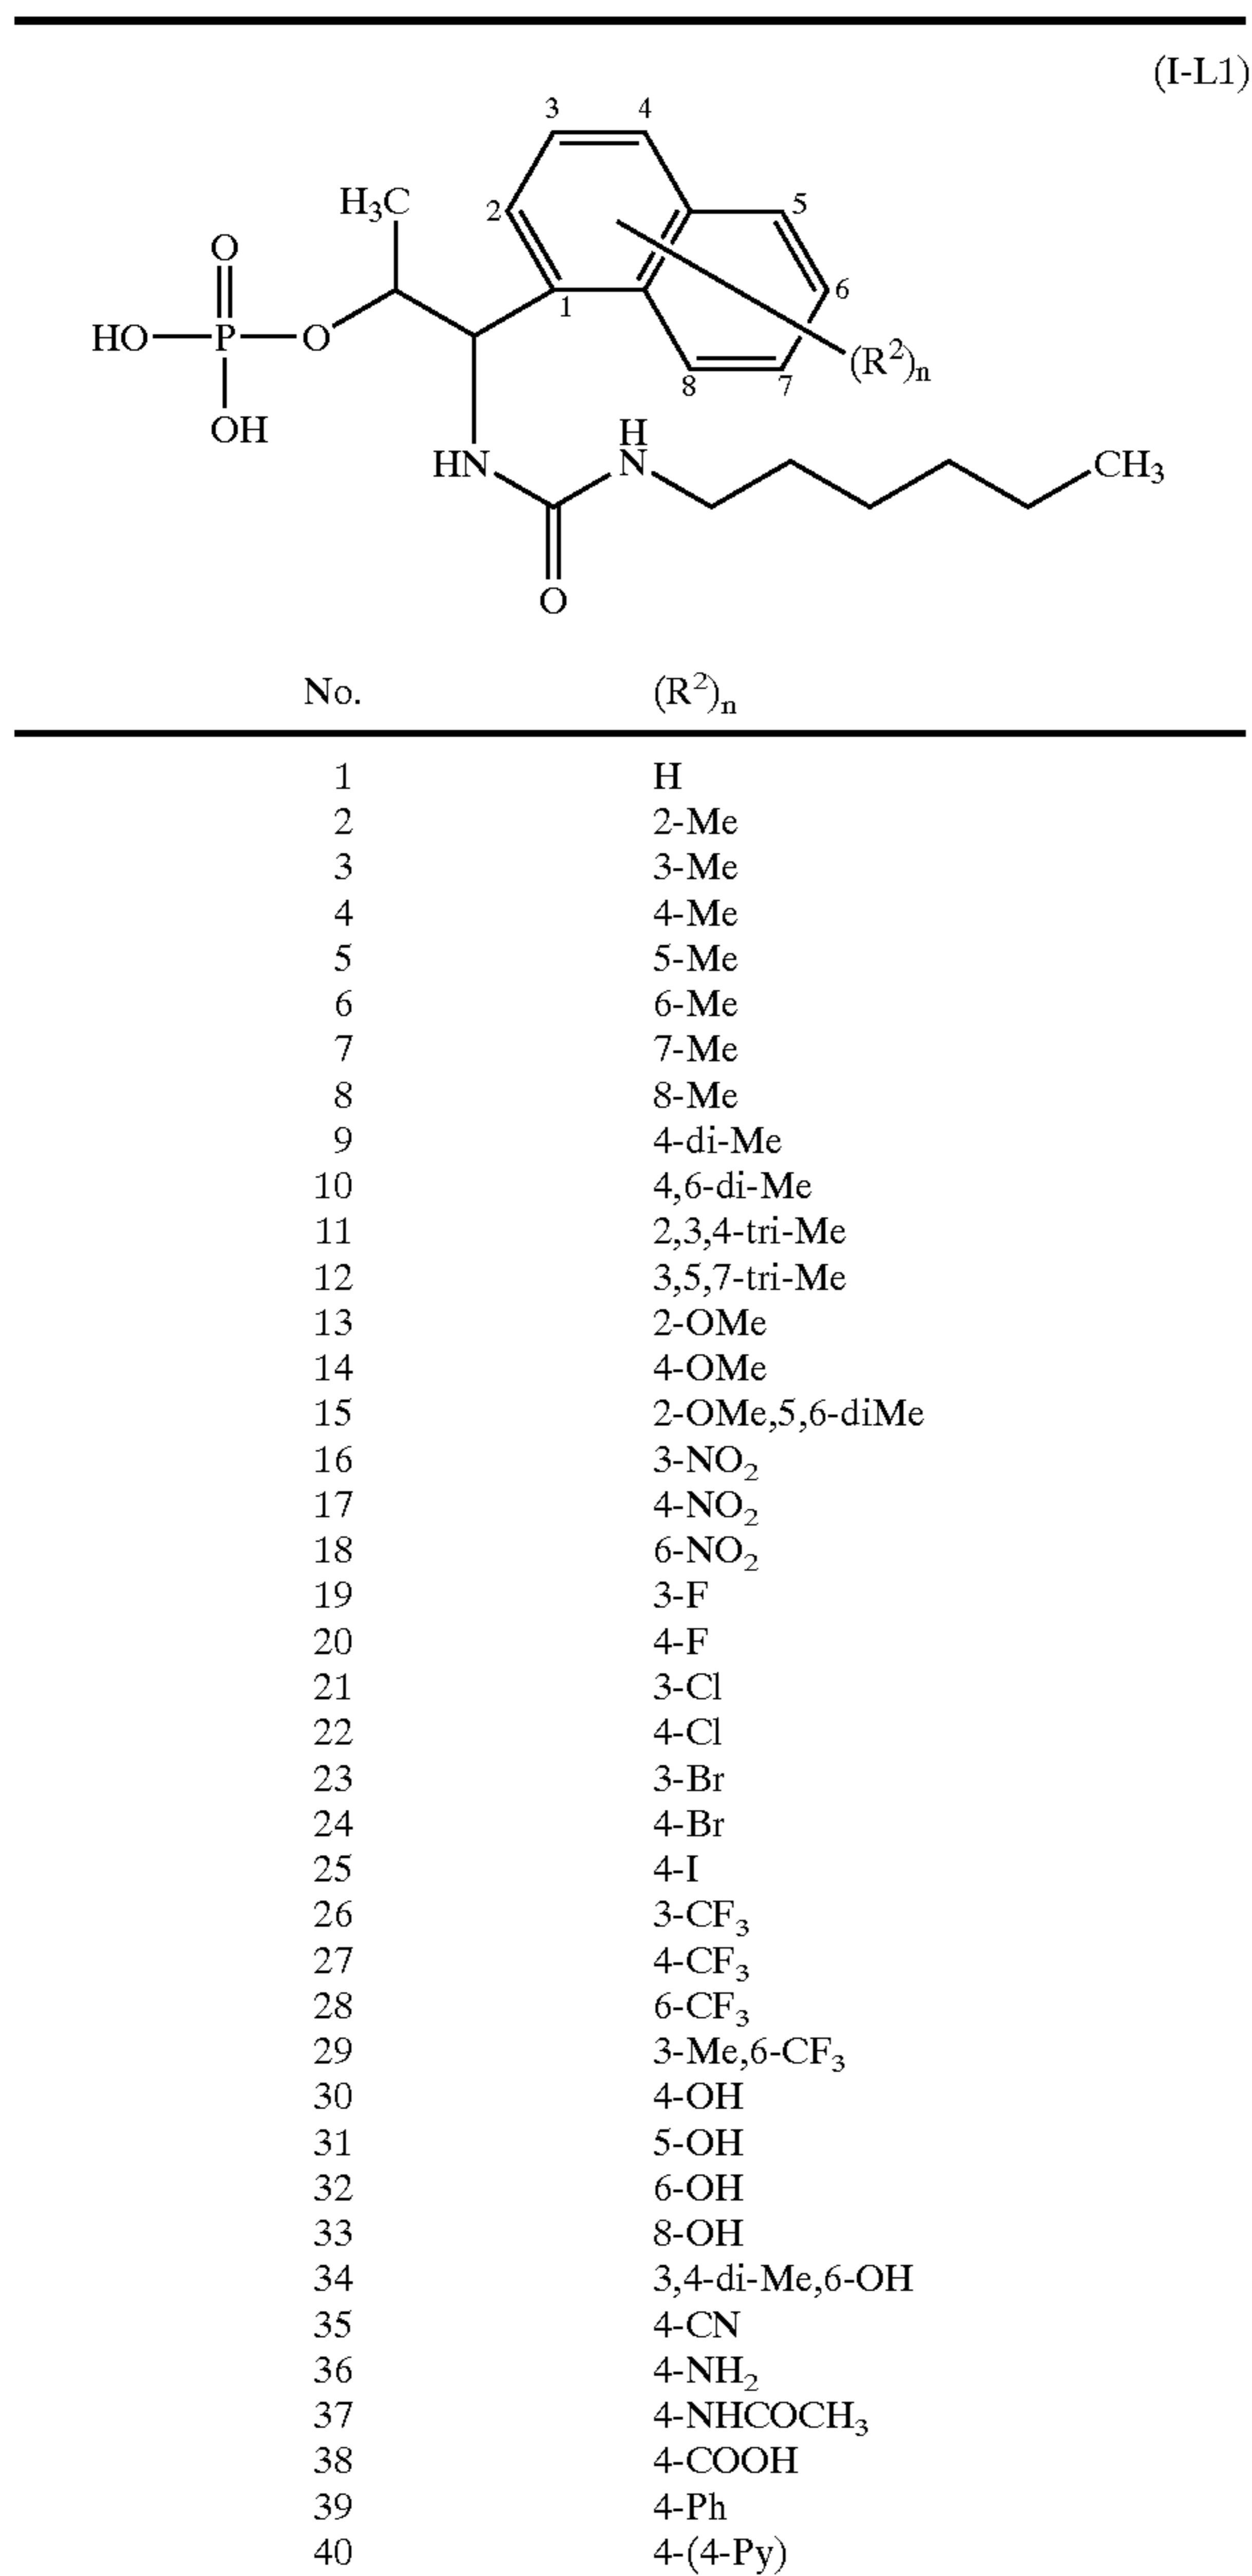 (I-L1)
3 4
H₃C
2 5
O
6
1
HO P O
(R²)ₙ
8 7
OH
H
HN N CH₃
O
No. (R²)ₙ
1 H
2 2-Me
3 3-Me
4 4-Me
5 5-Me
6 6-Me
7 7-Me
8 8-Me
9 4-di-Me
10 4,6-di-Me
11 2,3,4-tri-Me
12 3,5,7-tri-Me
13 2-OMe
14 4-OMe
15 2-OMe,5,6-diMe
16 3-NO₂
17 4-NO₂
18 6-NO₂
19 3-F
20 4-F
21 3-Cl
22 4-Cl
23 3-Br
24 4-Br
25 4-I
26 3-CF₃
27 4-CF₃
28 6-CF₃
29 3-Me,6-CF₃
30 4-OH
31 5-OH
32 6-OH
33 8-OH
34 3,4-di-Me,6-OH
35 4-CN
36 4-NH₂
37 4-NHCOCH₃
38 4-COOH
39 4-Ph
40 4-(4-Py)